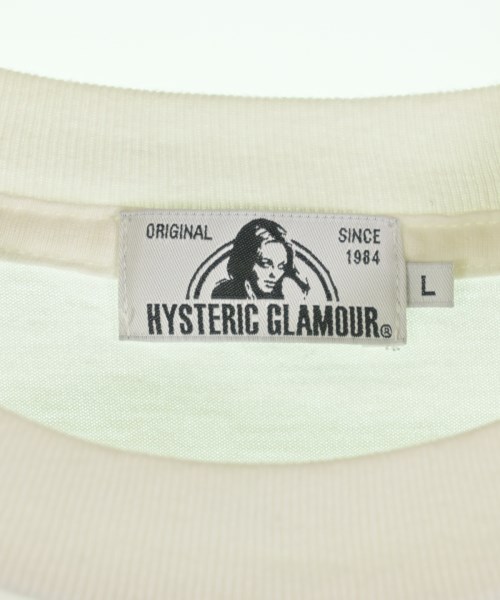 ORIGINAL
SINCE
1984
HYSTERIC GLAMOUR®
L